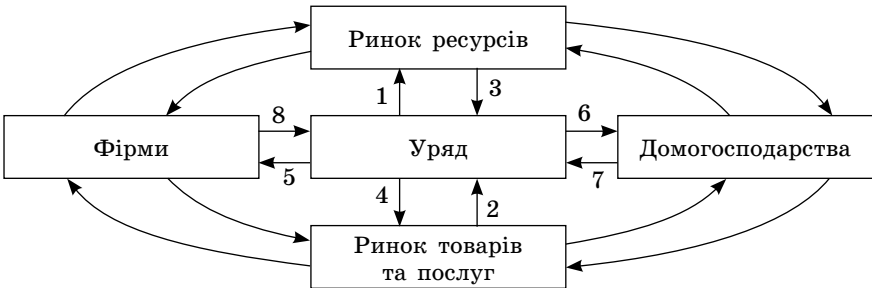 Ринок ресурсів
1
3
8
6
Фірми
Уряд
Домогосподарства
5
7
4
2
Ринок товарів
та послуг